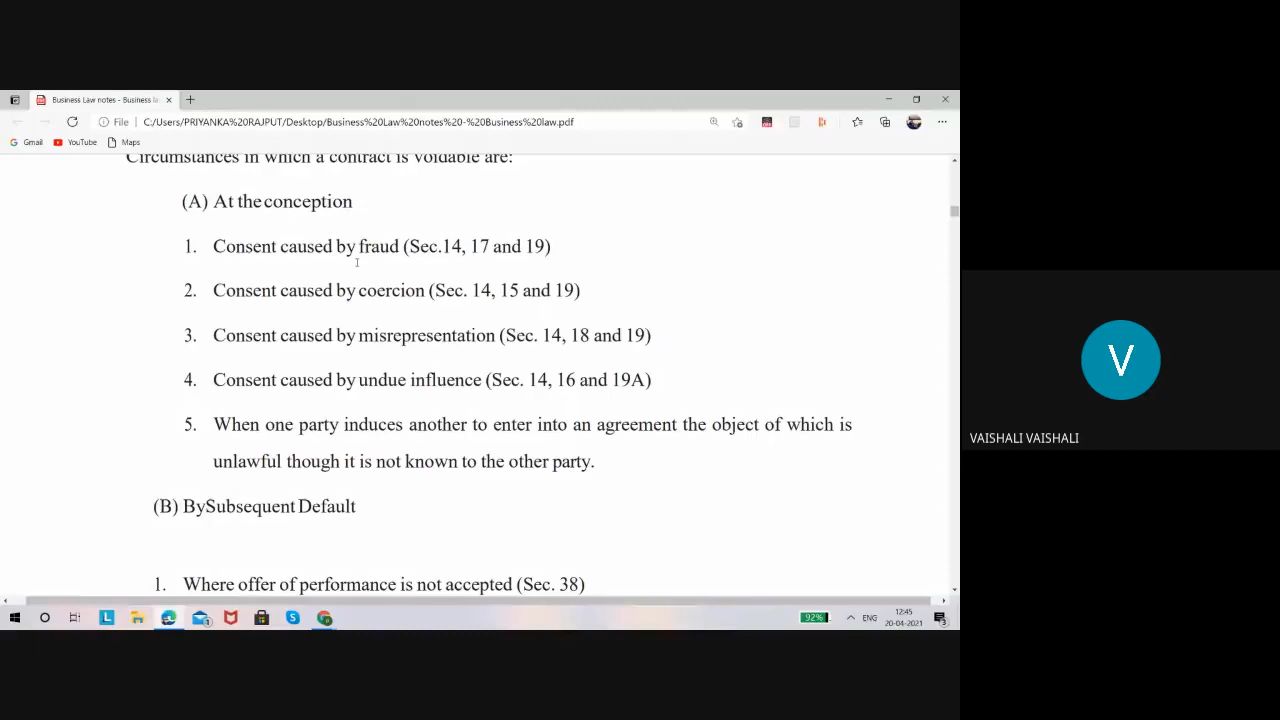 Business Law notes - Business la
File
C:/Users/PRIYANKA%20RAJPUT/Desktop/Business%20Law%20notes%20-%20Business%20law.pdf
Gmail YouTube Maps
Circumstances in which a contract is voidable are:
(A) At the conception
1. Consent caused by fraud (Sec.14, 17 and 19)
2. Consent caused by coercion (Sec. 14, 15 and 19)
3. Consent caused by misrepresentation (Sec. 14, 18 and 19)
4. Consent caused by undue influence (Sec. 14, 16 and 19A)
5. When one party induces another to enter into an agreement the object of which is
unlawful though it is not known to the other party.
(B) BySubsequent Default
1. Where offer of performance is not accepted (Sec. 38)
V
VAISHALI VAISHALI
92%
ENG
12:45
20-04-2021